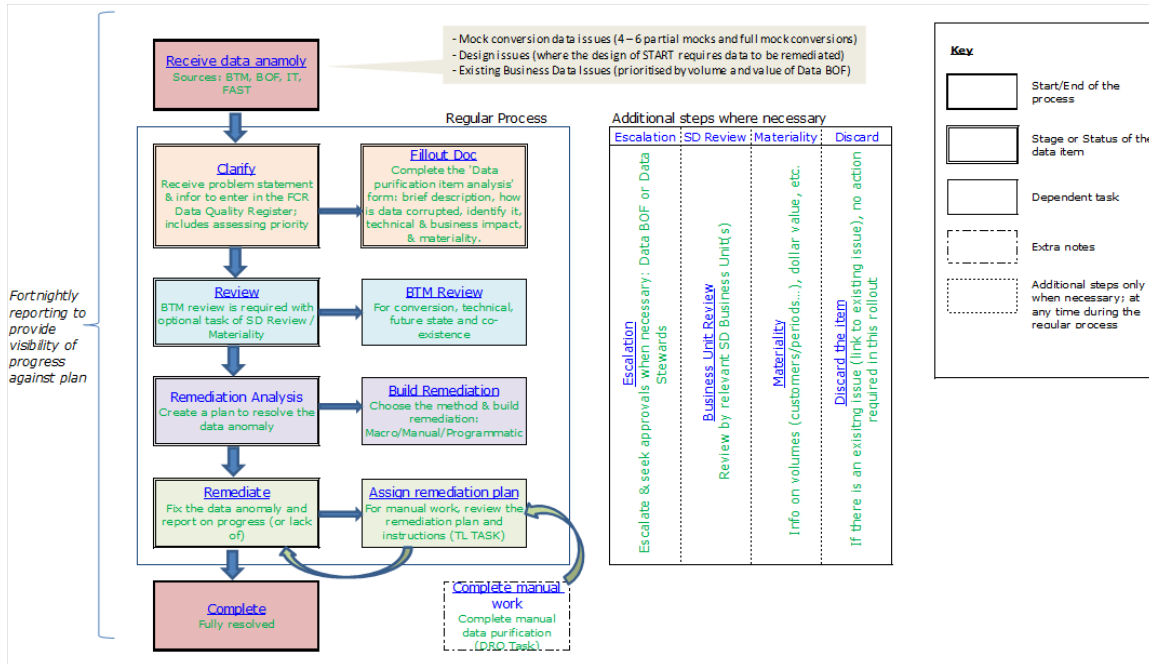 - Mock conversion data issues (4 – 6 partial mocks and full mock conversions)
- Design issues (where the design of START requires data to be remediated)
- Existing Business Data Issues (prioritised by volume and value of Data BOF)
Receive data anamoly
Sources: BTM, BOF, IT,
FAST
Regular Process
Clarify
Receive problem statement
& infor to enter in the FCR
Data Quality Register;
includes assessing priority
Fillout Doc
Complete the 'Data
purification item analysis'
form: brief description, how
is data corrupted, identify it,
technical & business impact,
& materiality.
Review
BTM review is required with
optional task of SD Review /
Materiality
BTM Review
For conversion, technical,
future state and co-
existence
Remediation Analysis
Create a plan to resolve the
data anomaly
Build Remediation
Choose the method & build
remediation:
Macro/Manual/Programmatic
Remediate
Fix the data anomaly and
report on progress (or lack
of)
Assign remediation plan
For manual work, review the
remediation plan and
instructions (TL TASK)
Complete
Fully resolved
Complete manual
work
Complete manual
data purification
(DRO Task)
Fortnightly
reporting to
provide
visibility of
progress
against plan
Additional steps where necessary
Escalation SD Review Materiality Discard
Escalation
Escalate & seek approvals when necessary: Data BOF or Data
Stewards
Business Unit Review
Review by relevant SD Business Unit(s)
Materiality
Info on volumes (customers/periods...), dollar value, etc.
Discard the item
If there is an exisitng issue (link to existing issue), no action
required in this rollout
Key
Start/End of the
process
Stage or Status of the
data item
Dependent task
Extra notes
Additional steps only
when necessary; at
any time during the
regular process